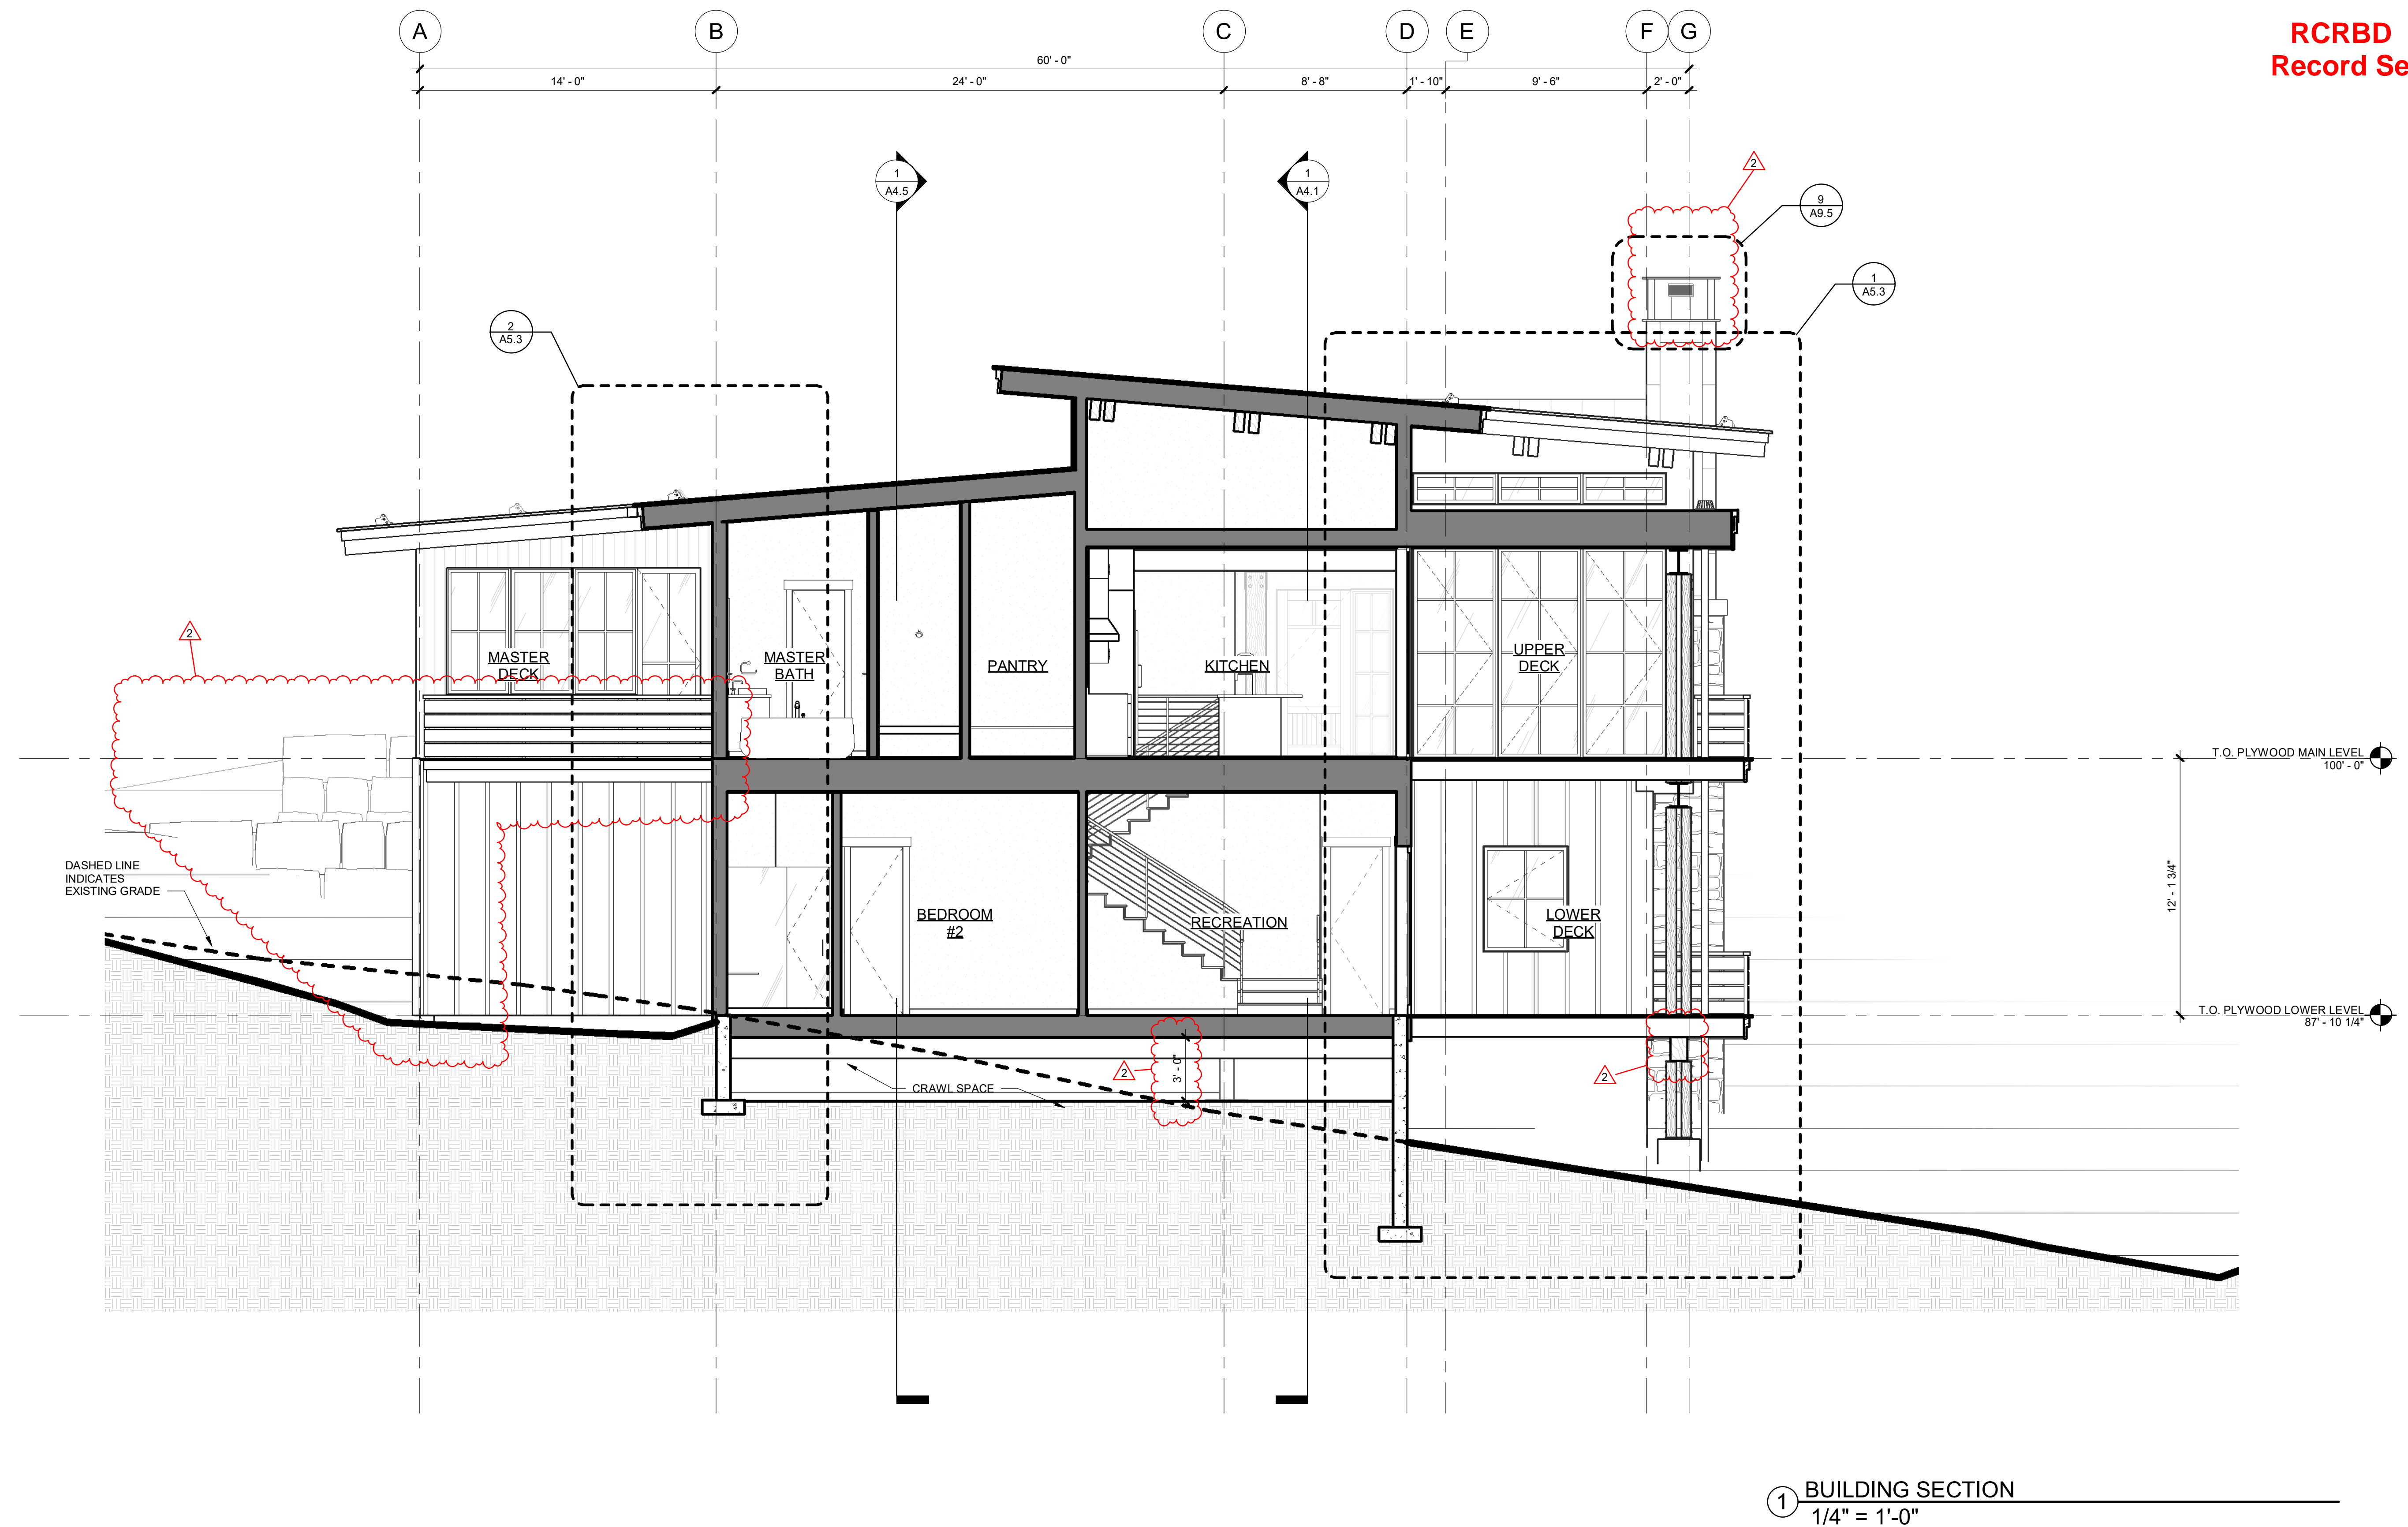 A
B
C
D
E
F
G
RCRBD
Record Se
60' - 0"
14' - 0"
24' - 0"
8' - 8"
1' - 10"
9' - 6"
2' - 0"
1
A4.5
1
A4.1
2
9
A9.5
1
A5.3
2
A5.3
2
MASTER
DECK
MASTER
BATH
PANTRY
KITCHEN
UPPER
DECK
T.O. PLYWOOD MAIN LEVEL
100' - 0"
DASHED LINE
INDICATES
EXISTING GRADE
12' - 1 3/4"
BEDROOM
#2
RECREATION
LOWER
DECK
T.O. PLYWOOD LOWER LEVEL
87' - 10 1/4"
2
3' - 0"
2
CRAWL SPACE
1
BUILDING SECTION
1/4" = 1'-0"